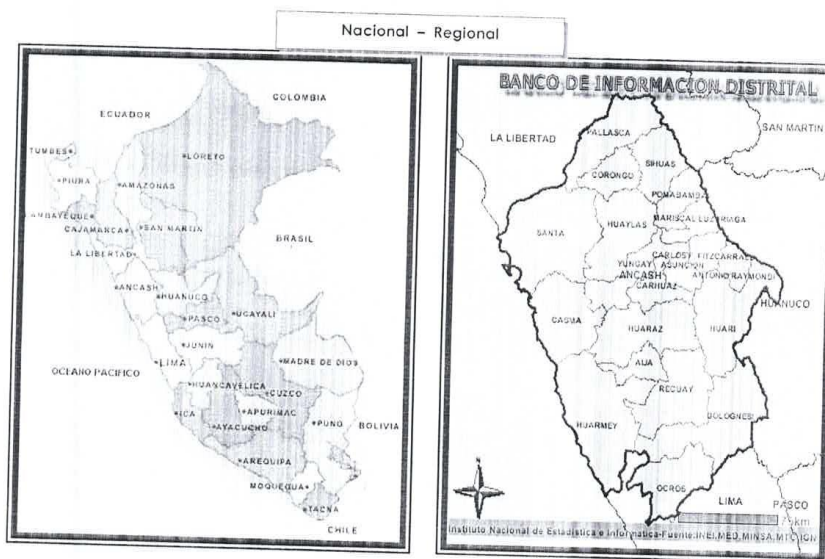 Nacional – Regional
COLOMBIA
ECUADOR
TUMBES
LORETO
PIURA
AMAZONAS
LAMBAYEQUE
CAJAMARCA
SAN MARTIN
BRASIL
LA LIBERTAD
ANCASH
HUANUCO
UCAYALI
PASCO
JUNIN
LIMA
MADRE DE DIOS
OCEANO PACIFICO
HUANCAVELICA
CUZCO
ICA
APURIMAC
AYACUCHO
PUNO
BOLIVIA
AREQUIPA
MOQUEGUA
TACNA
CHILE
BANCO DE INFORMACION DISTRITAL
LA LIBERTAD
PALLASCA
SAN MARTIN
SIHUAS
CORONGO
POMABAMBA
MARISCAL LUZURIAGA
SANTA
HUAYLAS
CARLOS F FITZCARRALD
YUNGAY ASUNCION
ANCASH ANTONIO RAYMONDI
CARHUAZ
HUANUCO
CASMA
HUARAZ
HUARI
AIJA
RECUAY
BOLOGNESI
HUARMEY
OCROS
LIMA
PASCO
Instituto Nacional de Estadistica e Informatica-Fuente:INEI,MED,MINSA,MTC,IGN